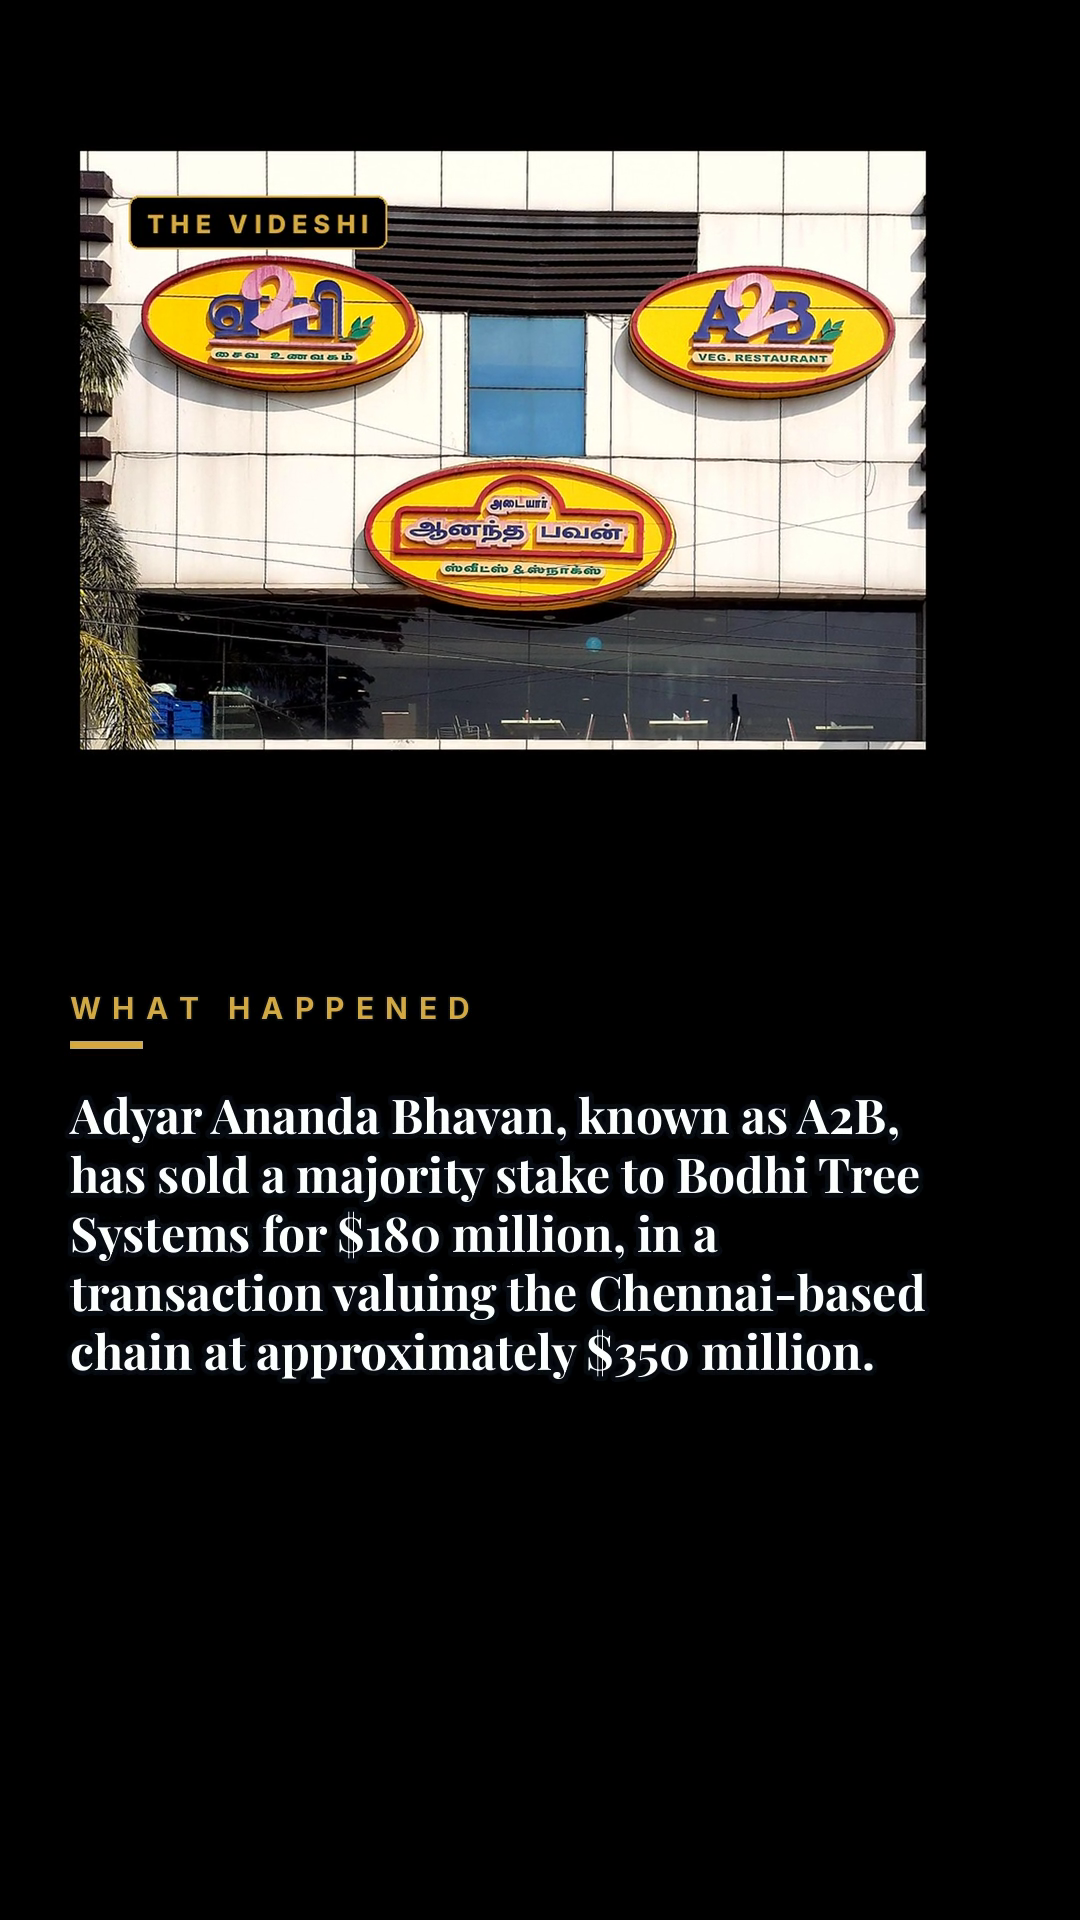 THE VIDESHI
ஏ2பி
சைவ உணவகம்
A2B
VEG. RESTAURANT
அடையார்
ஆனந்த பவன்
ஸ்வீட்ஸ் & ஸ்நாக்ஸ்
WHAT HAPPENED
Adyar Ananda Bhavan, known as A2B,
has sold a majority stake to Bodhi Tree
Systems for $180 million, in a
transaction valuing the Chennai-based
chain at approximately $350 million.